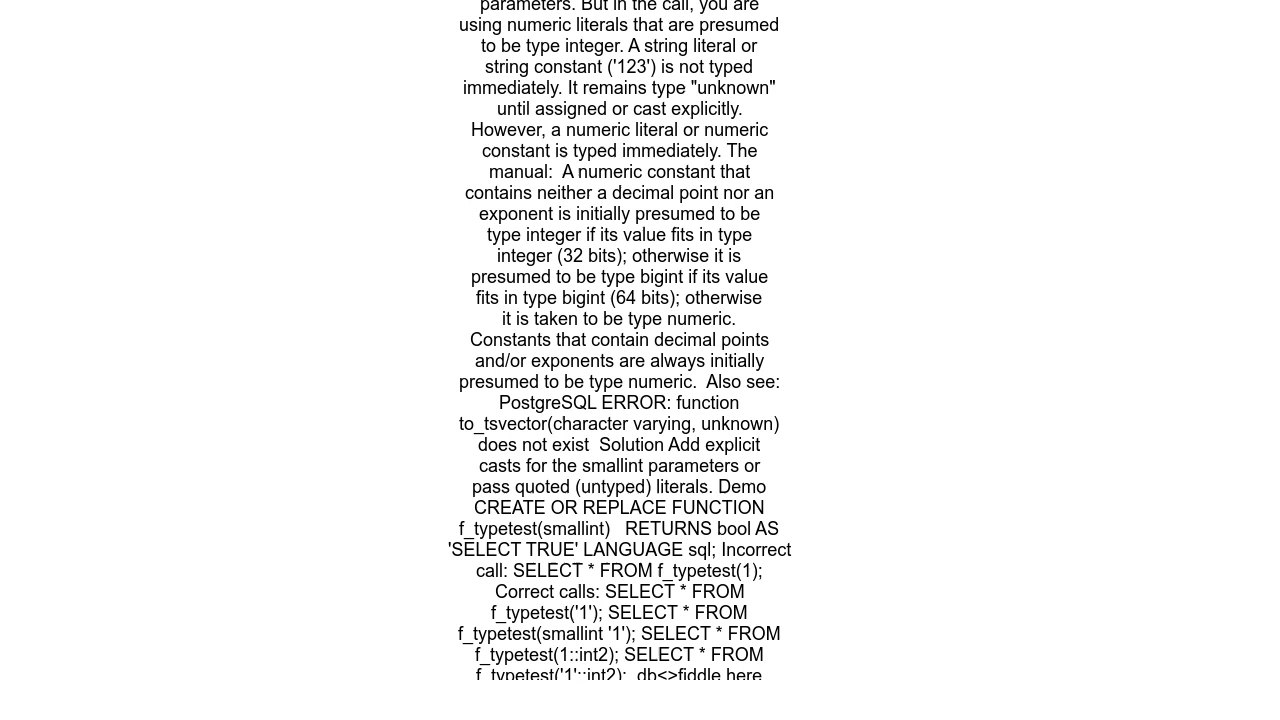 parameters. But in the call, you are
using numeric literals that are presumed
to be type integer. A string literal or
string constant ('123') is not typed
immediately. It remains type "unknown"
until assigned or cast explicitly.
However, a numeric literal or numeric
constant is typed immediately. The
manual:  A numeric constant that
contains neither a decimal point nor an
exponent is initially presumed to be
type integer if its value fits in type
integer (32 bits); otherwise it is
presumed to be type bigint if its value
fits in type bigint (64 bits); otherwise
it is taken to be type numeric.
Constants that contain decimal points
and/or exponents are always initially
presumed to be type numeric.  Also see:
PostgreSQL ERROR: function
to_tsvector(character varying, unknown)
does not exist  Solution Add explicit
casts for the smallint parameters or
pass quoted (untyped) literals. Demo
CREATE OR REPLACE FUNCTION
f_typetest(smallint)   RETURNS bool AS
'SELECT TRUE' LANGUAGE sql; Incorrect
call: SELECT * FROM f_typetest(1);
Correct calls: SELECT * FROM
f_typetest('1'); SELECT * FROM
f_typetest(smallint '1'); SELECT * FROM
f_typetest(1::int2); SELECT * FROM
f_typetest('1'::int2);  db<>fiddle here